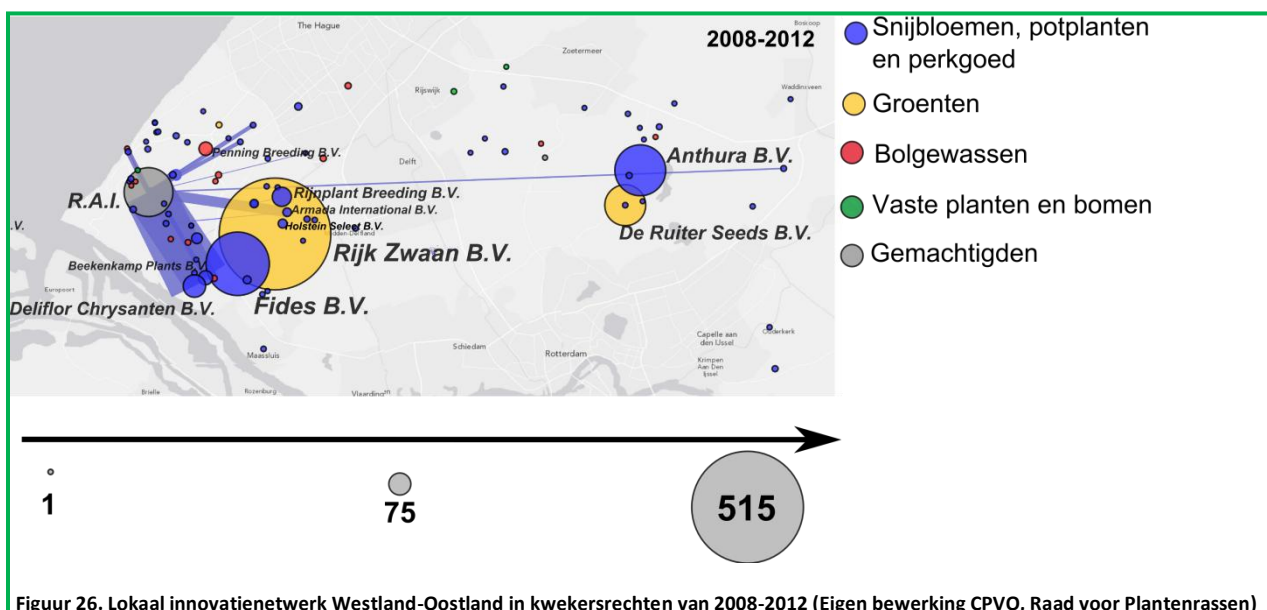 The Hague
Boskoop
2008-2012
Zoetermeer
Rijswijk
Waddinxveen
Penning Breeding B.V.
Delft
Anthura B.V.
R.A.I.
Rijnplant Breeding B.V.
Armada International B.V.
Holstein Select B.V.
De Ruiter Seeds B.V.
.V.
Rijk Zwaan B.V.
Beekenkamp Plants B.V.
Europoort
Deliflor Chrysanten B.V.
Fides B.V.
Maassluis
Schiedam
Rotterdam
Capelle aan
den IJssel
Ouderkerk
Krimpen
Aan Den
IJssel
Brielle
Rozenburg
Vlaardingen
Snijbloemen, potplanten
en perkgoed
Groenten
Bolgewassen
Vaste planten en bomen
Gemachtigden
1
75
515
Figuur 26. Lokaal innovatienetwerk Westland-Oostland in kwekersrechten van 2008-2012 (Eigen bewerking CPVO, Raad voor Plantenrassen)